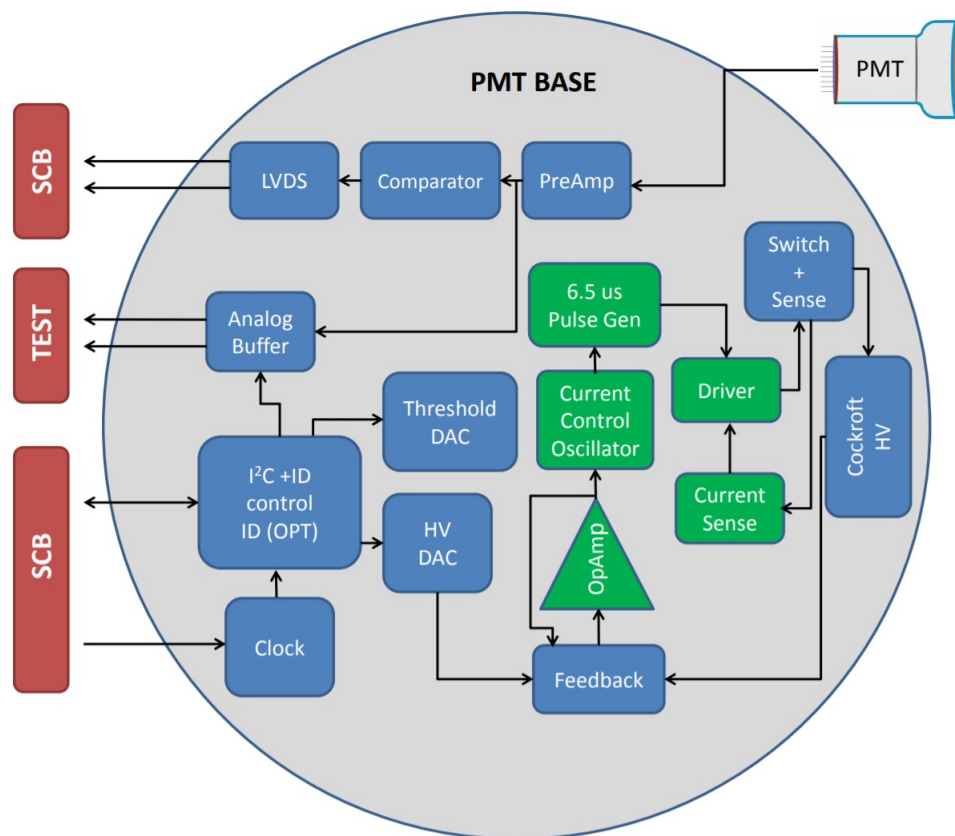 PMT BASE
PMT
SCB
LVDS
Comparator
PreAmp
Switch
+
Sense
TEST
Analog
Buffer
6.5 us
Pulse Gen
Driver
Cockroft
HV
Threshold
DAC
Current
Control
Oscillator
SCB
I²C +ID
control
ID (OPT)
HV
DAC
Current
Sense
OpAmp
Clock
Feedback